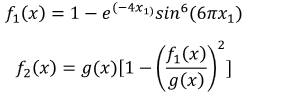 f₁(x) = 1 − e^(−4x₁) sin⁶(6πx₁)
f₂(x) = g(x)[1 − (f₁(x)/g(x))²]